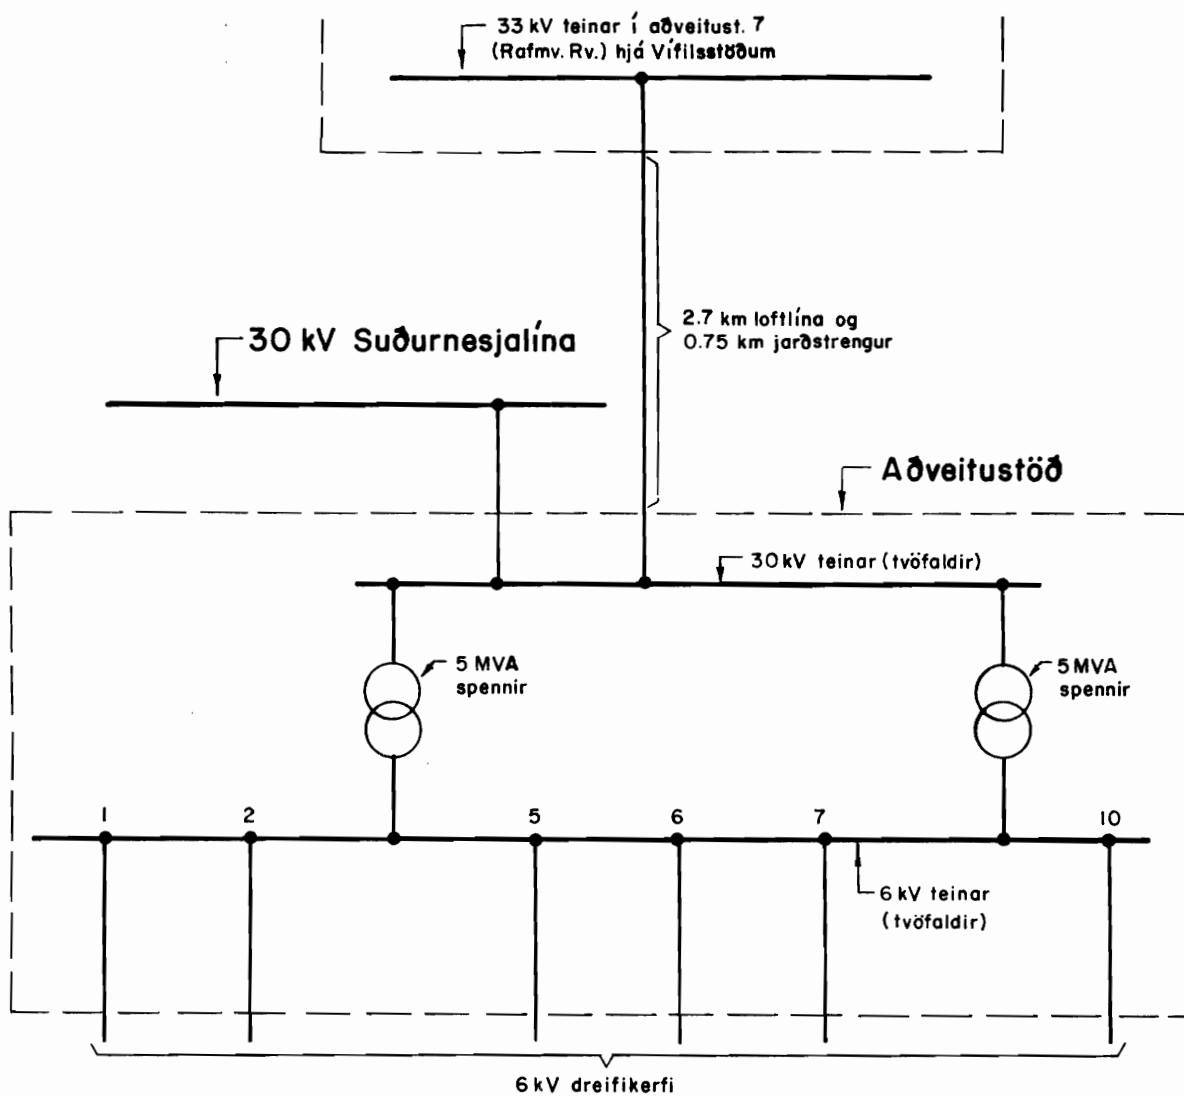 33 kV teinar í aðveitust. 7
(Rafmv. Rv.) hjá Vífilsstöðum
2.7 km loftlína og
0.75 km jarðstrengur
30 kV Suðurnesjalína
Aðveitustöð
30 kV teinar (tvöfaldir)
5 MVA
spennir
5 MVA
spennir
1 2 5 6 7 10
6 kV teinar
(tvöfaldir)
6 kV dreifikerfi